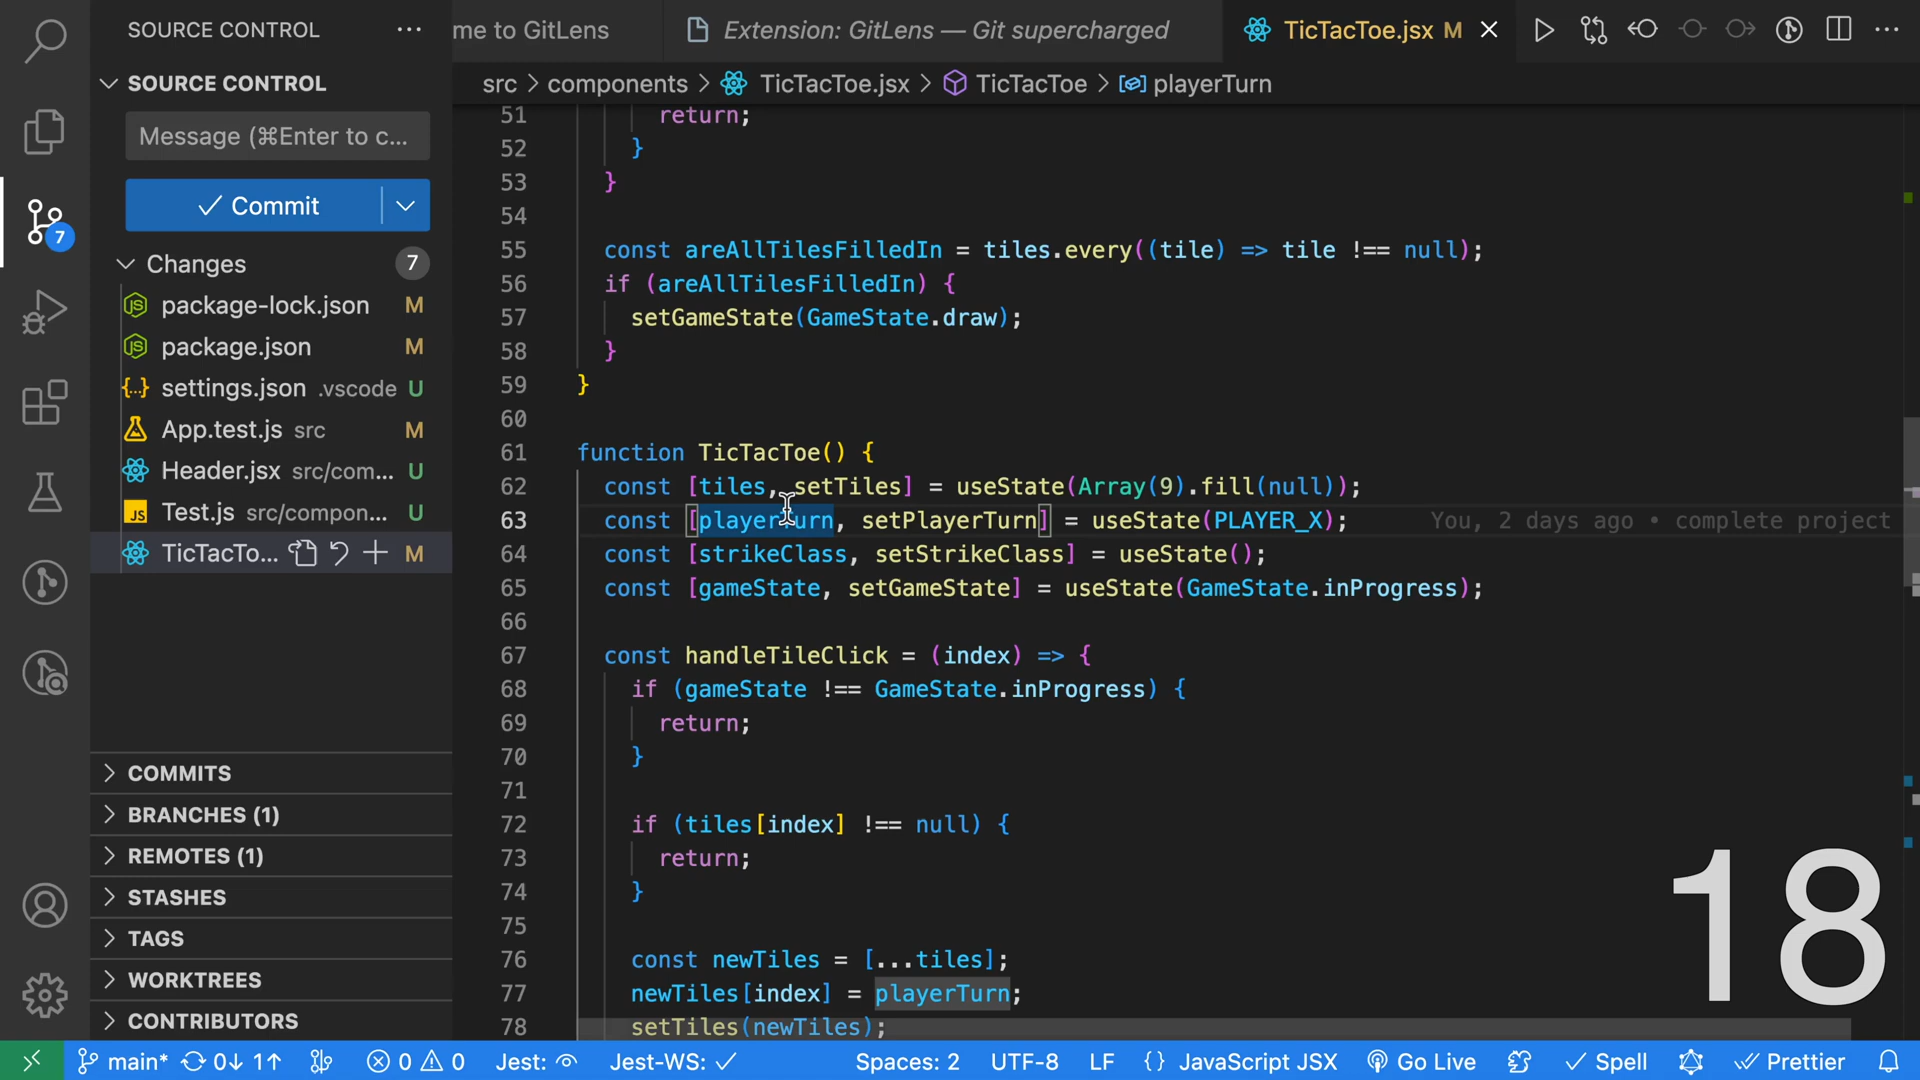 SOURCE CONTROL ···
me to GitLens
Extension: GitLens — Git supercharged
TicTacToe.jsx M
SOURCE CONTROL
src > components > TicTacToe.jsx > TicTacToe > playerTurn
Message (⌘Enter to c...
Commit
Changes 7
7
package-lock.json M
package.json M
settings.json .vscode U
App.test.js src M
Header.jsx src/com... U
Test.js src/compon... U
TicTacTo... M
COMMITS
BRANCHES (1)
REMOTES (1)
STASHES
TAGS
WORKTREES
CONTRIBUTORS
51 return;
52 }
53 }
54
55 const areAllTilesFilledIn = tiles.every((tile) => tile !== null);
56 if (areAllTilesFilledIn) {
57 setGameState(GameState.draw);
58 }
59 }
60
61 function TicTacToe() {
62 const [tiles, setTiles] = useState(Array(9).fill(null));
63 const [playerTurn, setPlayerTurn] = useState(PLAYER_X); You, 2 days ago • complete project
64 const [strikeClass, setStrikeClass] = useState();
65 const [gameState, setGameState] = useState(GameState.inProgress);
66
67 const handleTileClick = (index) => {
68 if (gameState !== GameState.inProgress) {
69 return;
70 }
71
72 if (tiles[index] !== null) {
73 return;
74 }
75
76 const newTiles = [...tiles];
77 newTiles[index] = playerTurn;
78 setTiles(newTiles);
18
main* 0↓ 1↑ 0 0 Jest: Jest-WS: Spaces: 2 UTF-8 LF {} JavaScript JSX Go Live Spell Prettier